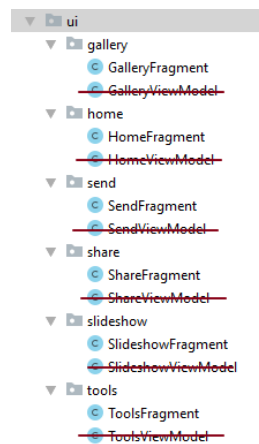 ui
gallery
GalleryFragment
GalleryViewModel
home
HomeFragment
HomeViewModel
send
SendFragment
SendViewModel
share
ShareFragment
ShareViewModel
slideshow
SlideshowFragment
SlideshowViewModel
tools
ToolsFragment
ToolsViewModel